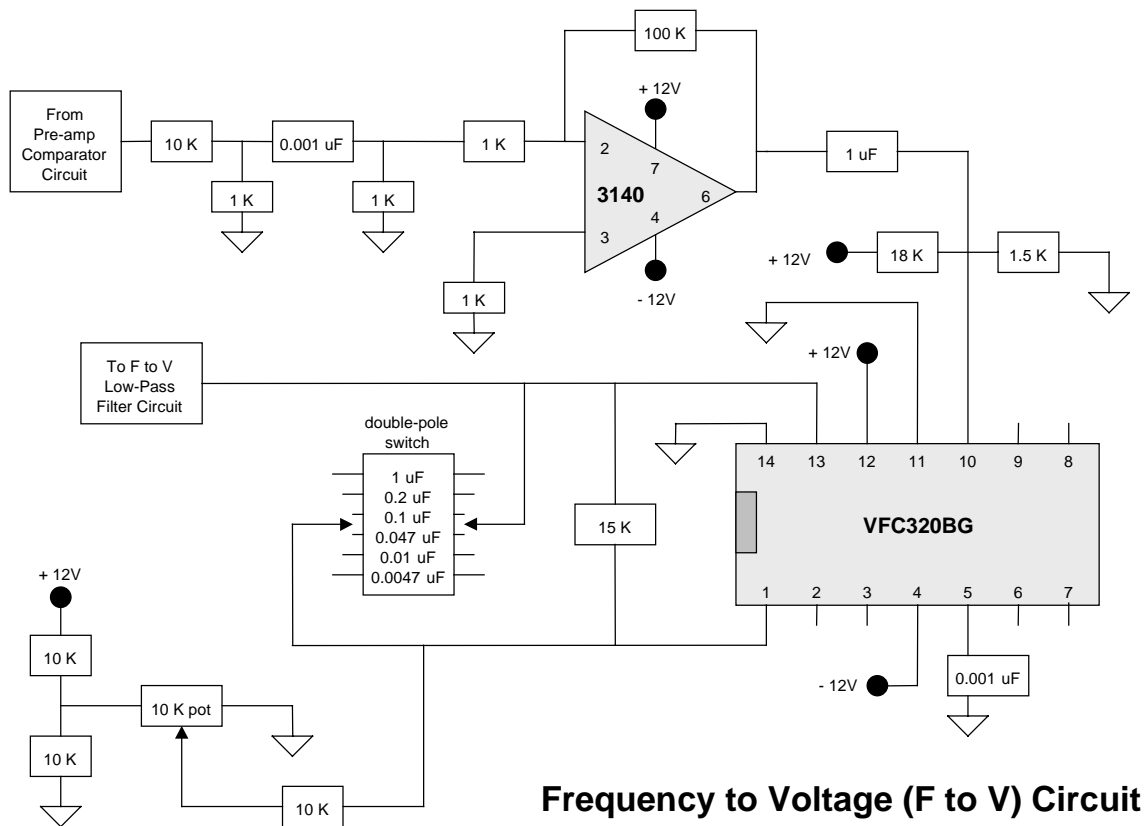 100 K
+ 12V
From
Pre-amp
Comparator
Circuit
10 K
0.001 uF
1 K
2
7
1 uF
3140
6
1 K
1 K
4
3
+ 12V
18 K
1.5 K
1 K
- 12V
To F to V
Low-Pass
Filter Circuit
+ 12V
double-pole
switch
14
13
12
11
10
9
8
1 uF
0.2 uF
0.1 uF
0.047 uF
0.01 uF
0.0047 uF
15 K
VFC320BG
+ 12V
1
2
3
4
5
6
7
10 K
- 12V
0.001 uF
10 K pot
10 K
10 K
Frequency to Voltage (F to V) Circuit